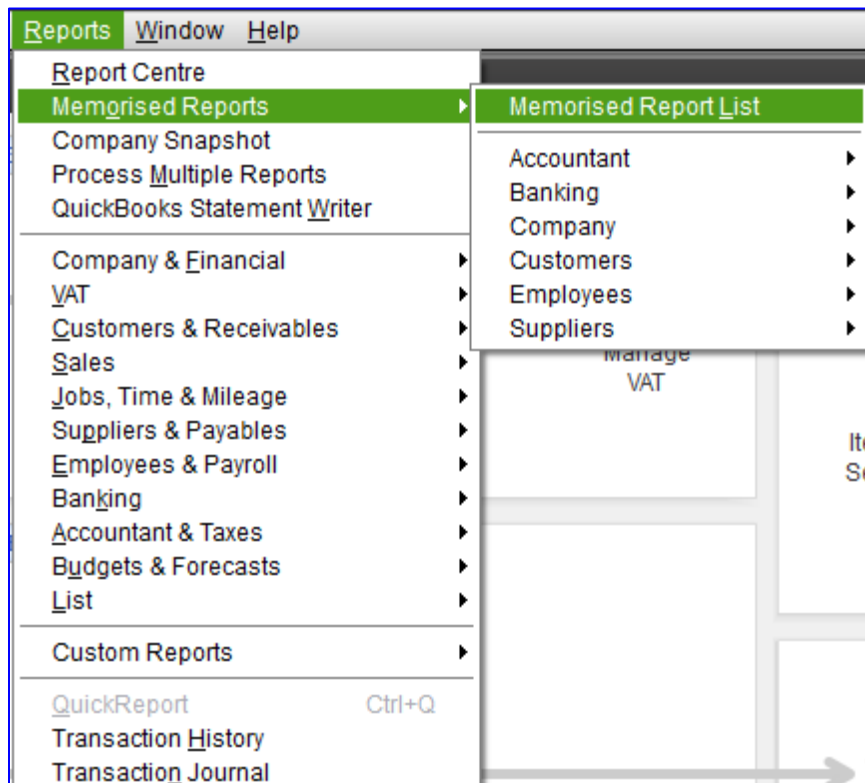 Reports Window Help
Report Centre
Memorised Reports
Company Snapshot
Process Multiple Reports
QuickBooks Statement Writer
Company & Financial
VAT
Customers & Receivables
Sales
Jobs, Time & Mileage
Suppliers & Payables
Employees & Payroll
Banking
Accountant & Taxes
Budgets & Forecasts
List
Custom Reports
QuickReport Ctrl+Q
Transaction History
Transaction Journal
Memorised Report List
Accountant
Banking
Company
Customers
Employees
Suppliers
Manage
VAT